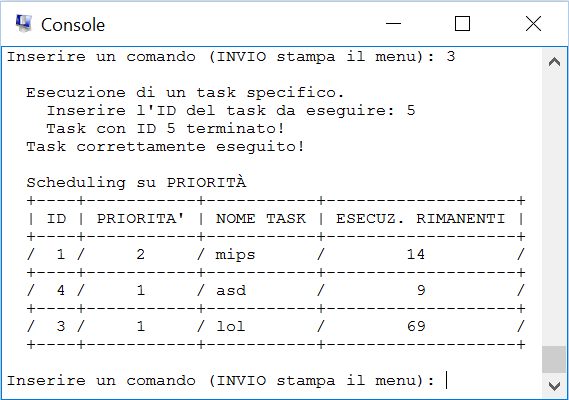 Console
Inserire un comando (INVIO stampa il menu): 3
Esecuzione di un task specifico.
Inserire l'ID del task da eseguire: 5
Task con ID 5 terminato!
Task correttamente eseguito!
Scheduling su PRIORITÀ
+----+-----------+-----------+-------------------+
| ID | PRIORITA' | NOME TASK | ESECUZ. RIMANENTI |
+----+-----------+-----------+-------------------+
/  1 /     2     / mips      /        14         /
+----+-----------+-----------+-------------------+
/  4 /     1     / asd       /         9         /
+----+-----------+-----------+-------------------+
/  3 /     1     / lol       /        69         /
+----+-----------+-----------+-------------------+
Inserire un comando (INVIO stampa il menu):